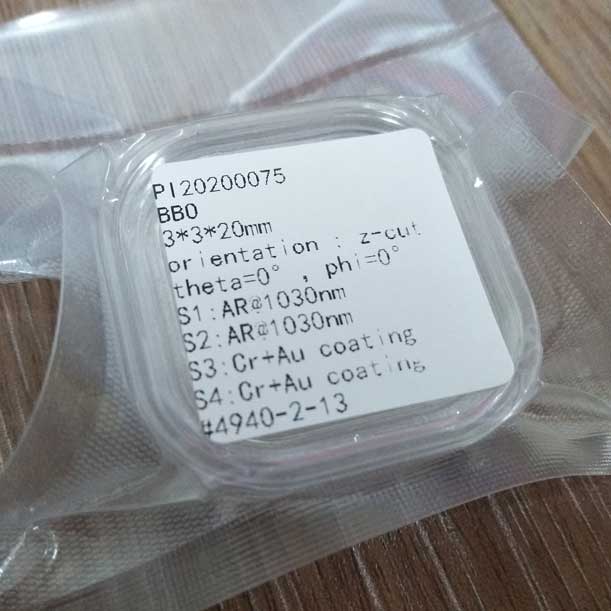 PI20200075
BBO
3*3*20mm
orientation : z-cut
theta=0° , phi=0°
S1:AR@1030nm
S2:AR@1030nm
S3:Cr+Au coating
S4:Cr+Au coating
#4940-2-13